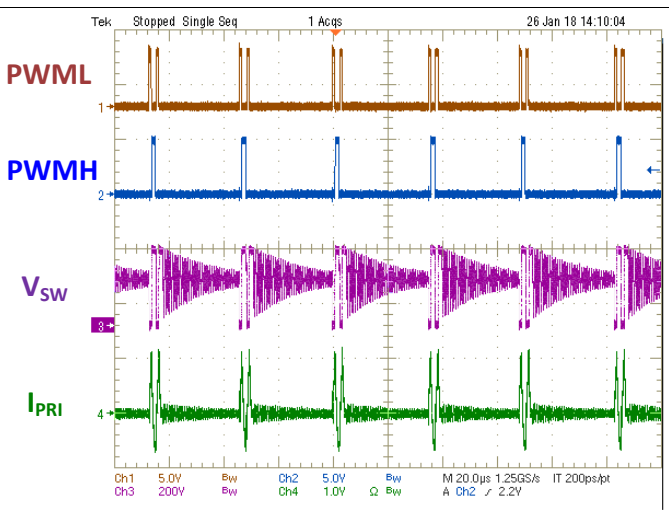 Tek Stopped Single Seq 1 Acqs 26 Jan 18 14:10:04
PWML
1
PWMH
2
VSW
3
IPRI
4
Ch1 5.0V Bw Ch2 5.0V Bw M 20.0µs 1.25GS/s IT 200ps/pt
Ch3 200V Bw Ch4 1.0V Ω Bw A Ch2 ∕ 2.2V